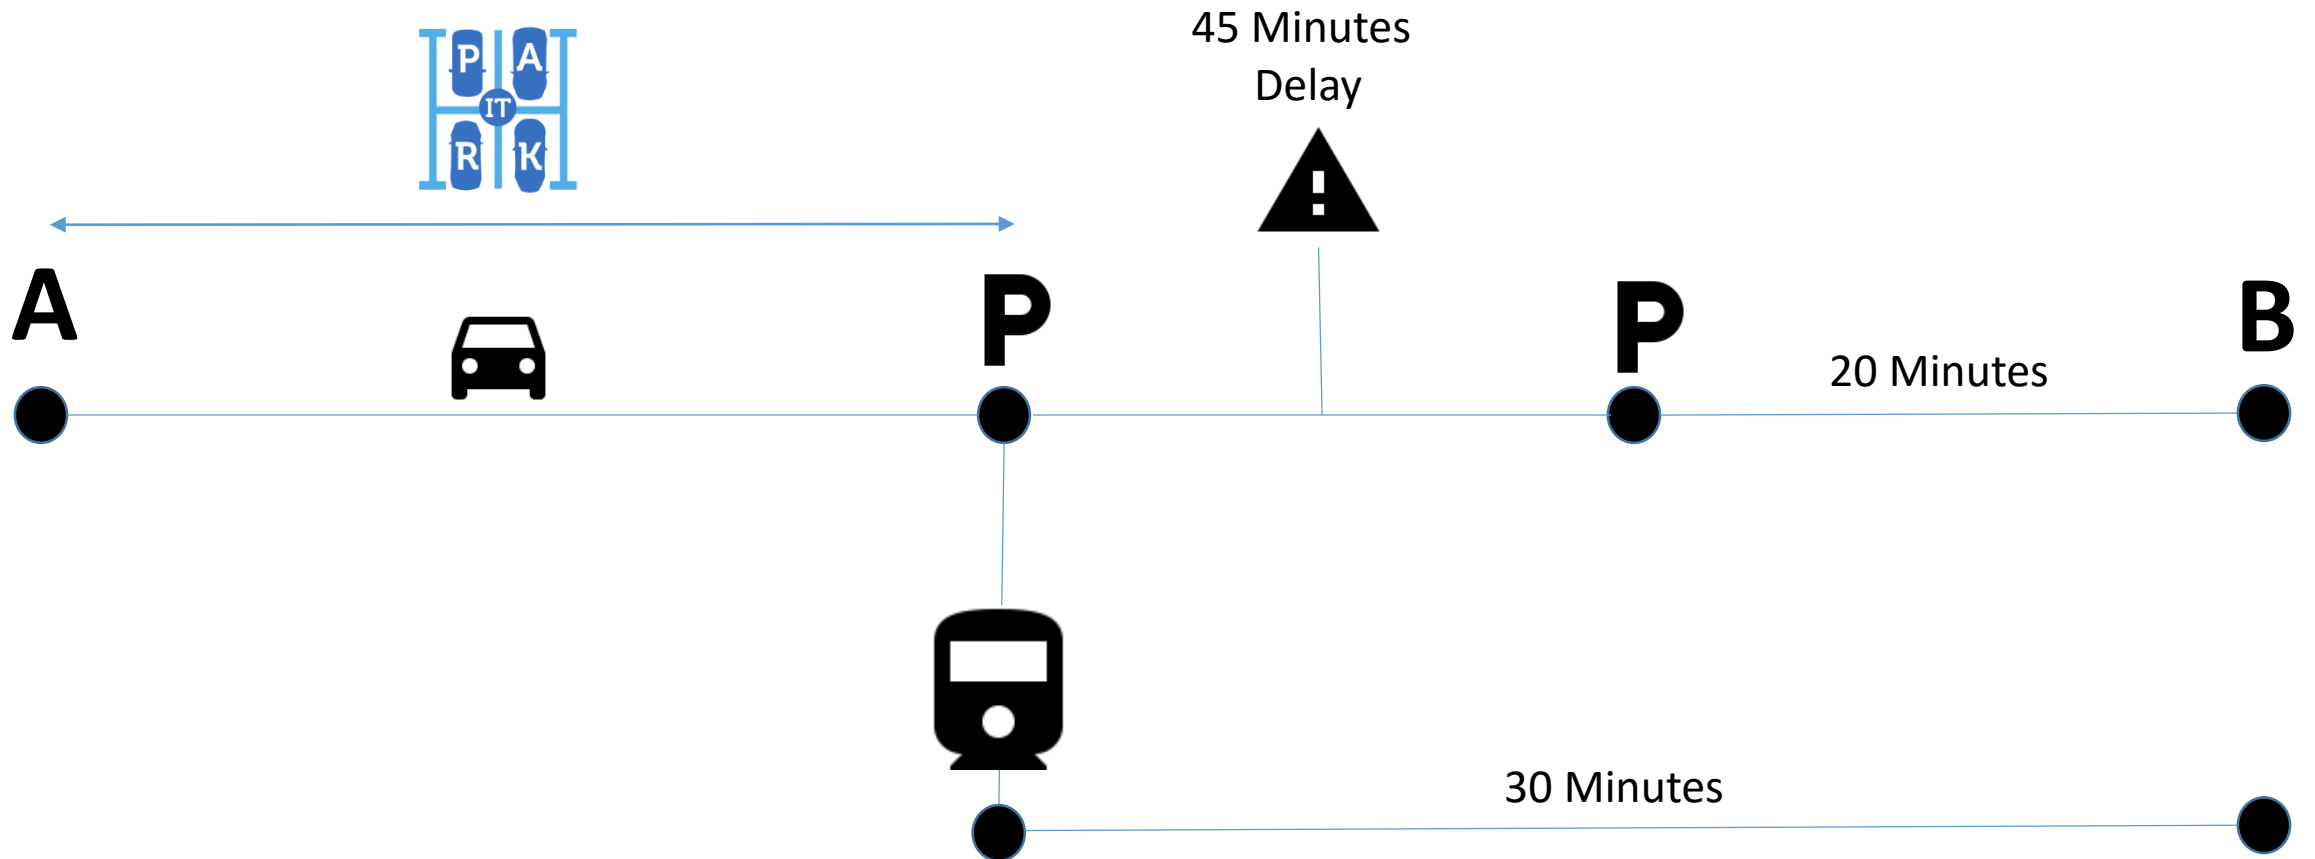 45 Minutes
Delay
P A
IT
R K
A
P
P
B
20 Minutes
30 Minutes